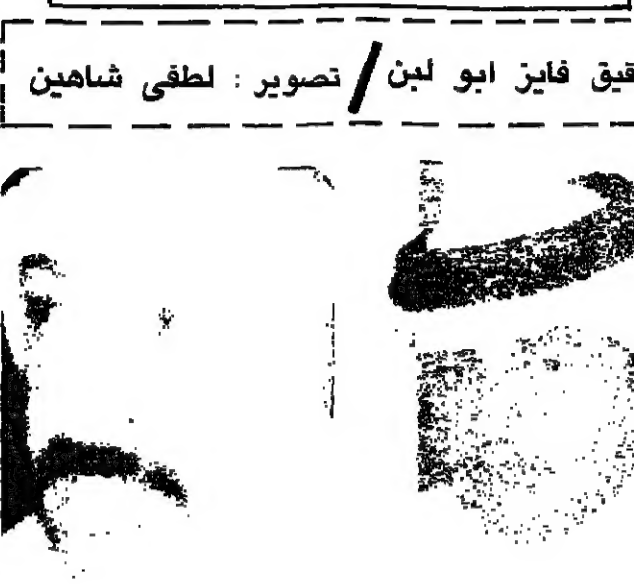 قيق فايز ابو لبن / تصوير : لطفى شاهين